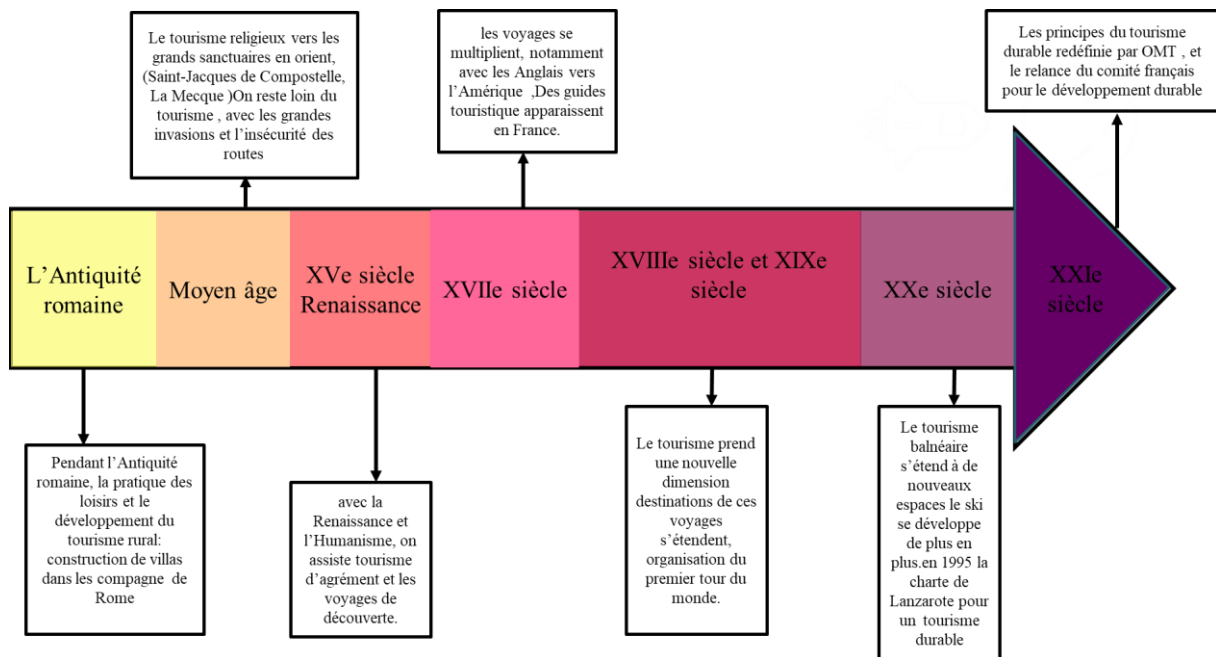 Le tourisme religieux vers les
grands sanctuaires en orient,
(Saint-Jacques de Compostelle,
La Mecque )On reste loin du
tourisme , avec les grandes
invasions et l’insécurité des
routes
les voyages se
multiplient, notamment
avec les Anglais vers
l’Amérique ,Des guides
touristique apparaissent
en France.
Les principes du tourisme
durable redéfinie par OMT , et
le relance du comité français
pour le développement durable
L’Antiquité
romaine
Moyen âge
XVe siècle
Renaissance
XVIIe siècle
XVIIIe siècle et XIXe
siècle
XXe siècle
XXIe
siècle
Pendant l’Antiquité
romaine, la pratique des
loisirs et le
développement du
tourisme rural:
construction de villas
dans les compagne de
Rome
avec la
Renaissance et
l’Humanisme, on
assiste tourisme
d’agrément et les
voyages de
découverte.
Le tourisme prend
une nouvelle
dimension
destinations de ces
voyages
s’étendent,
organisation du
premier tour du
monde.
Le tourisme
balnéaire
s’étend à de
nouveaux
espaces le ski
se développe
de plus en
plus.en 1995 la
charte de
Lanzarote pour
un tourisme
durable